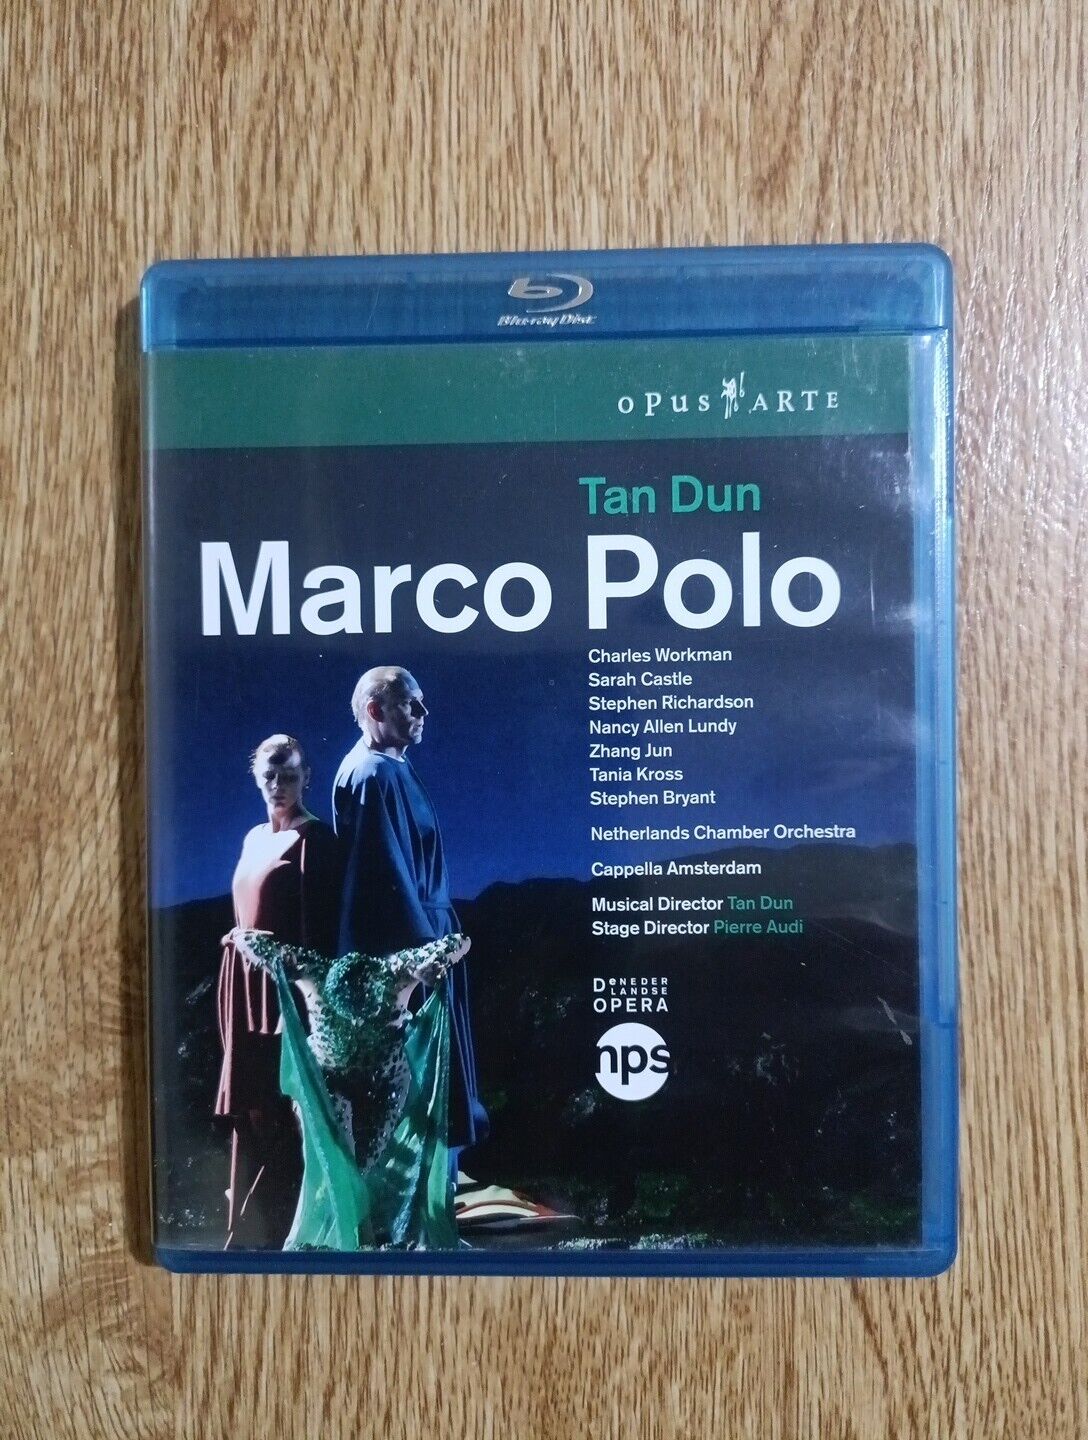 Blu-ray Disc
OPUS ARTE
Tan Dun
Marco Polo
Charles Workman
Sarah Castle
Stephen Richardson
Nancy Allen Lundy
Zhang Jun
Tania Kross
Stephen Bryant
Netherlands Chamber Orchestra
Cappella Amsterdam
Musical Director Tan Dun
Stage Director Pierre Audi
DeNEDER
LANDSE
OPERA
nps